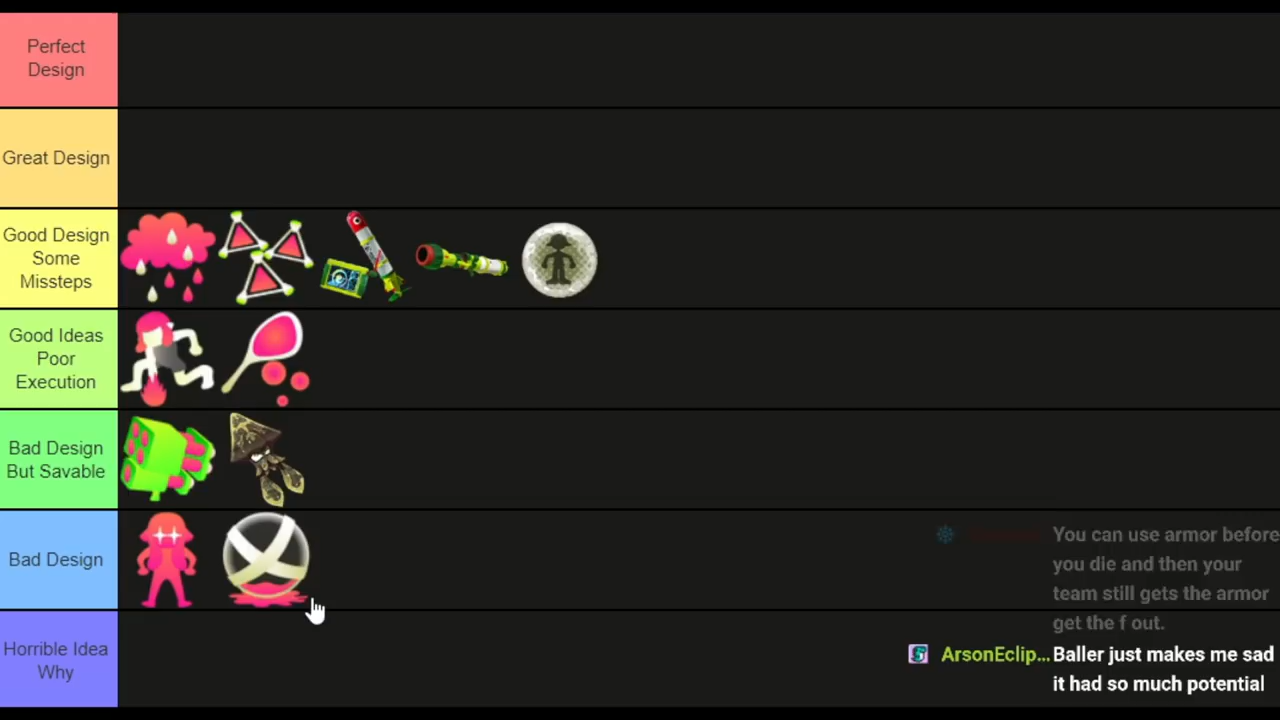 Perfect
Design
Great Design
Good Design
Some
Missteps
Good Ideas
Poor
Execution
Bad Design
But Savable
Bad Design
Horrible Idea
Why
You can use armor before
you die and then your
team still gets the armor
get the f out.
ArsonEclip... Baller just makes me sad
it had so much potential